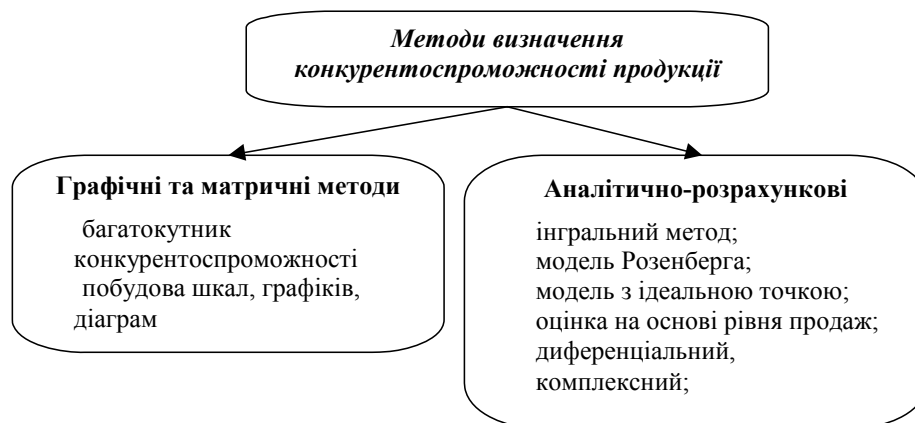 Методи визначення
конкурентоспроможності продукції
Графічні та матричні методи
багатокутник
конкурентоспроможності
побудова шкал, графіків,
діаграм
Аналітично-розрахункові
інгральний метод;
модель Розенберга;
модель з ідеальною точкою;
оцінка на основі рівня продаж;
диференціальний,
комплексний;